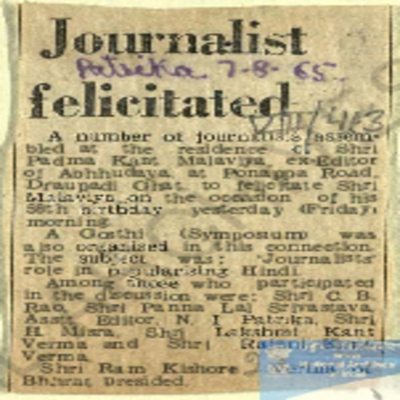 Journalist
Patrika 7-8-65
felicitated
A number of journalists assem-
bled at the residence of Shri
Padma Kant Malaviya, ex-Editor
of Abhhudaya, at Ponappa Road,
Draupadi Ghat to felicitate Shri
Malaviya on the occasion of his
birthday yesterday (Friday)
morning.
A Gosthi (Symposium) was
also organised in this connection.
The subject was: 'Journalists'
role in popularising Hindi.
Among those who participated
in the discussion were: Shri C. B.
Rao, Shri Panna Lal Srivastava,
Asstt. Editor, N. I. Patrika, Shri
H. Misra, Shri Lakshmi Kant
Verma and Shri
Verma.
Shri Ram Kishore of
Bharat presided.